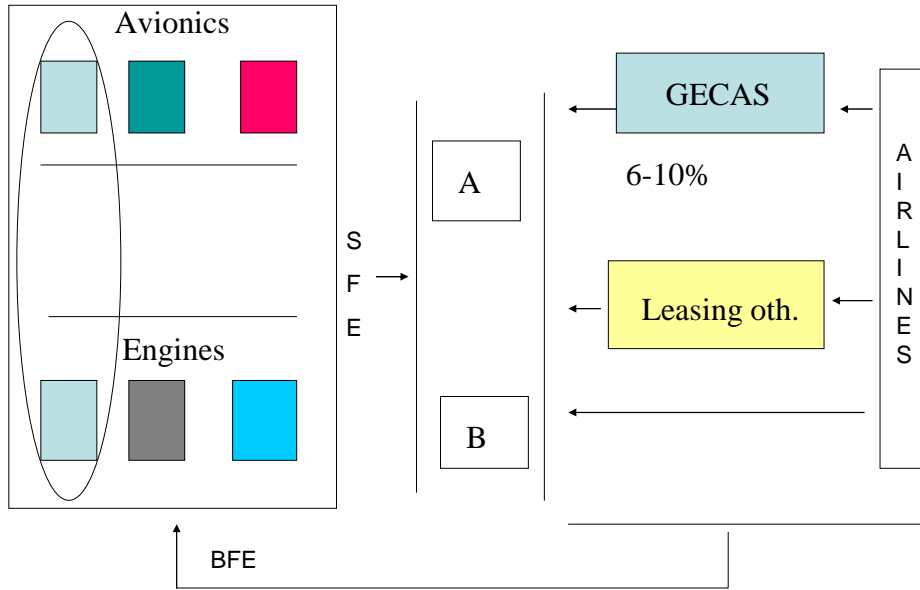 Avionics
Engines
S
F
E
A
B
GECAS
6-10%
Leasing oth.
A
I
R
L
I
N
E
S
BFE